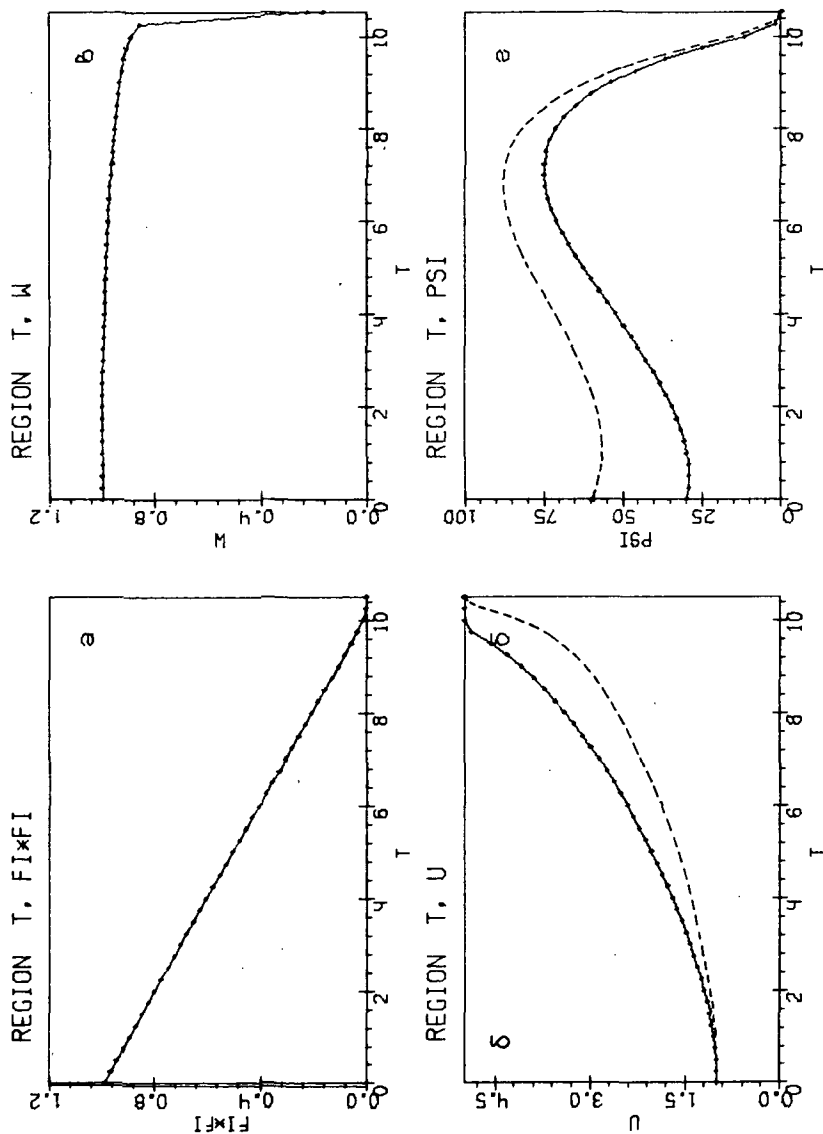 REGION T, FI*FI
a
1.2
0.8
0.4
0.0
FI*FI
0 2 4 6 8 10
T
REGION T, W
в
1.2
0.8
0.4
0.0
W
0 2 4 6 8 10
T
REGION T, U
б
б
4.5
3.0
1.5
0.0
U
0 2 4 6 8 10
T
REGION T, PSI
г
100
75
50
25
0
PSI
0 2 4 6 8 10
T